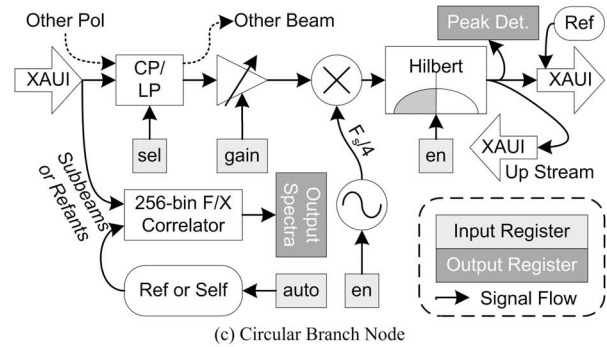 Other Pol
Other Beam
Peak Det.
Ref
XAUI
CP/
LP
Hilbert
XAUI
sel
gain
Fs/4
en
XAUI
Up Stream
Subbeams
or Refants
256-bin F/X
Correlator
Output
Spectra
Ref or Self
auto
en
Input Register
Output Register
Signal Flow
(c) Circular Branch Node